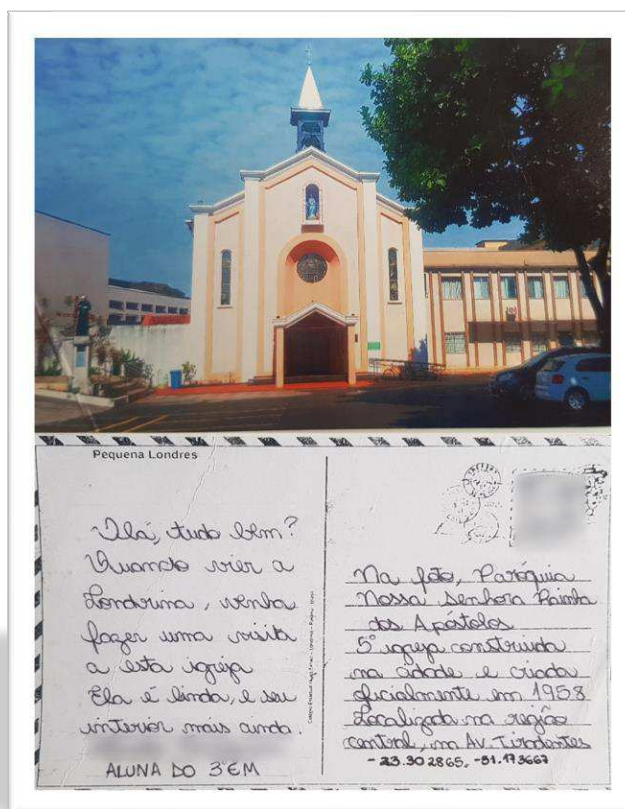 Pequena Londres
Olá, tudo bem?
Quando vier a
Londrina, venha
fazer uma visita
a esta igreja
Ela é linda, e seu
interior mais ainda.
ALUNA DO 3ºEM
Na foto, Paróquia
Nossa Senhora Rainha
dos Apóstolos
5ª igreja construída
na cidade e criada
oficialmente em 1958
Localizada na região
central, na Av. Tiradentes
-23.302865, -51.173667